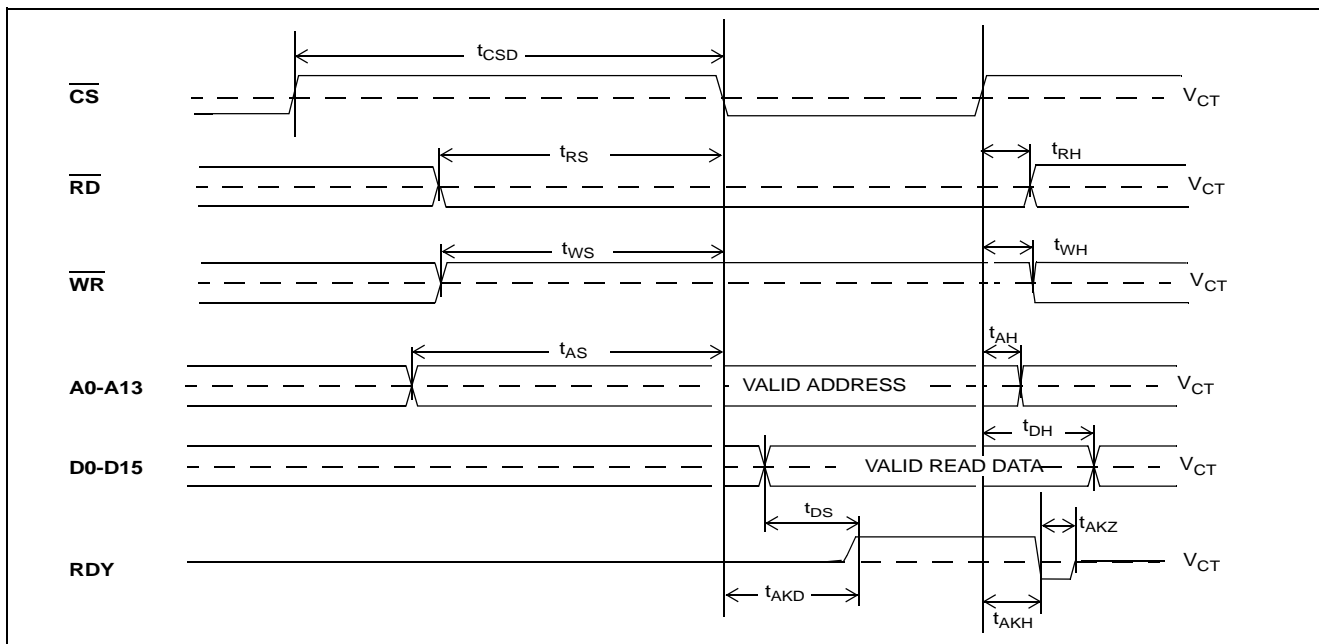 tCSD
CS
VCT
tRS
tRH
RD
VCT
tWS
tWH
WR
VCT
tAS
tAH
A0-A13
VALID ADDRESS
VCT
tDH
D0-D15
VALID READ DATA
VCT
tDS
tAKZ
RDY
VCT
tAKD
tAKH